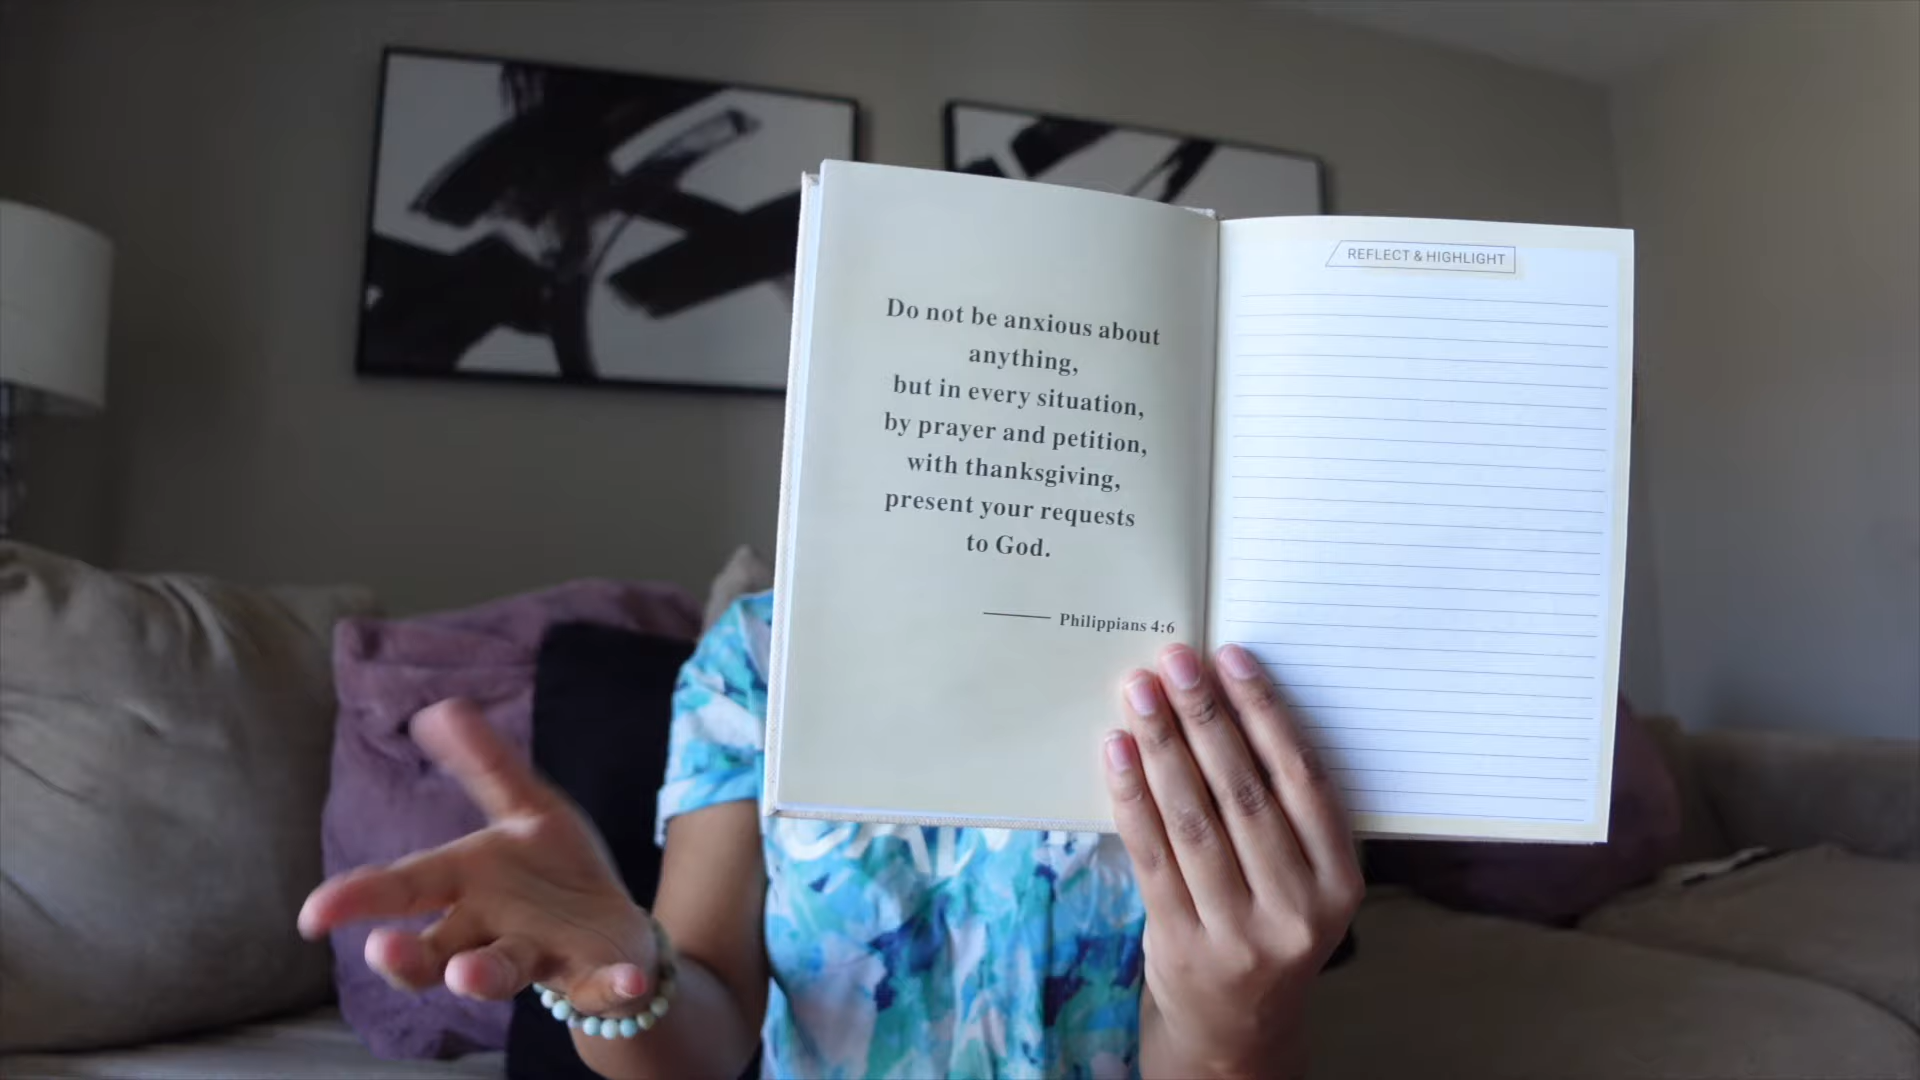 Do not be anxious about
anything,
but in every situation,
by prayer and petition,
with thanksgiving,
present your requests
to God.
Philippians 4:6
REFLECT & HIGHLIGHT